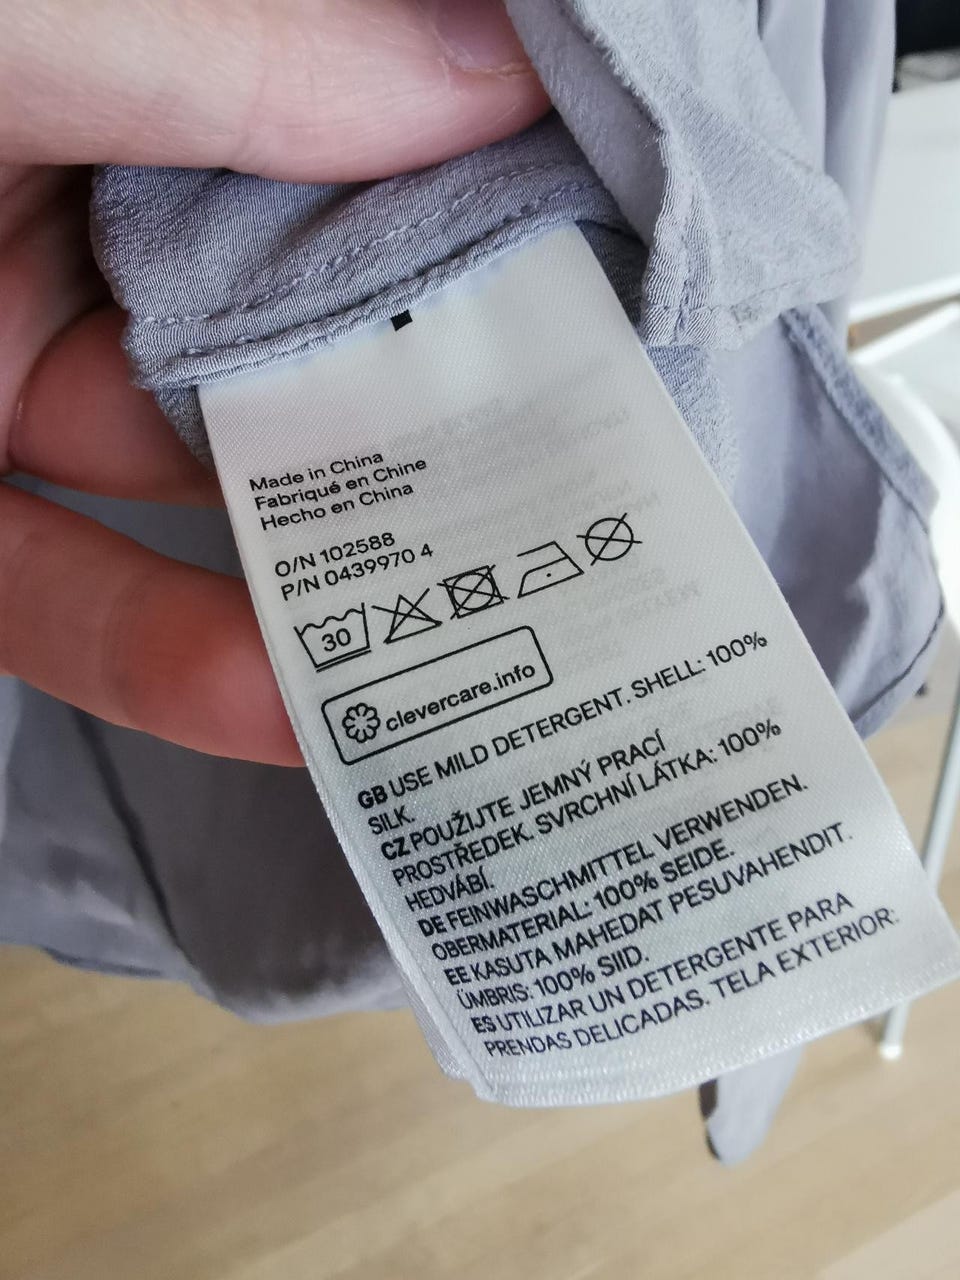 Made in China
Fabriqué en Chine
Hecho en China
O/N 102588
P/N 0439970 4
30
clevercare.info
GB USE MILD DETERGENT. SHELL: 100%
SILK.
CZ POUŽIJTE JEMNÝ PRACÍ
PROSTŘEDEK. SVRCHNÍ LÁTKA: 100%
HEDVÁBÍ.
DE FEINWASCHMITTEL VERWENDEN.
OBERMATERIAL: 100% SEIDE.
EE KASUTA MAHEDAT PESUVAHENDIT.
ÜMBRIS: 100% SIID.
ES UTILIZAR UN DETERGENTE PARA
PRENDAS DELICADAS. TELA EXTERIOR: